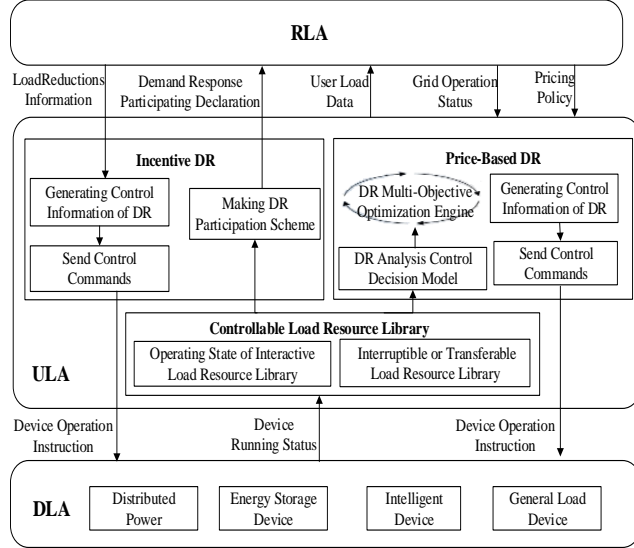 RLA
LoadReductions
Information
Demand Response
Participating Declaration
User Load
Data
Grid Operation
Status
Pricing
Policy
Incentive DR
Generating Control
Information of DR
Send Control
Commands
Making DR
Participation Scheme
Price-Based DR
DR Multi-Objective
Optimization Engine
DR Analysis Control
Decision Model
Generating Control
Information of DR
Send Control
Commands
Controllable Load Resource Library
Operating State of Interactive
Load Resource Library
Interruptible or Transferable
Load Resource Library
ULA
Device Operation
Instruction
Device
Running Status
Device Operation
Instruction
DLA
Distributed
Power
Energy Storage
Device
Intelligent
Device
General Load
Device